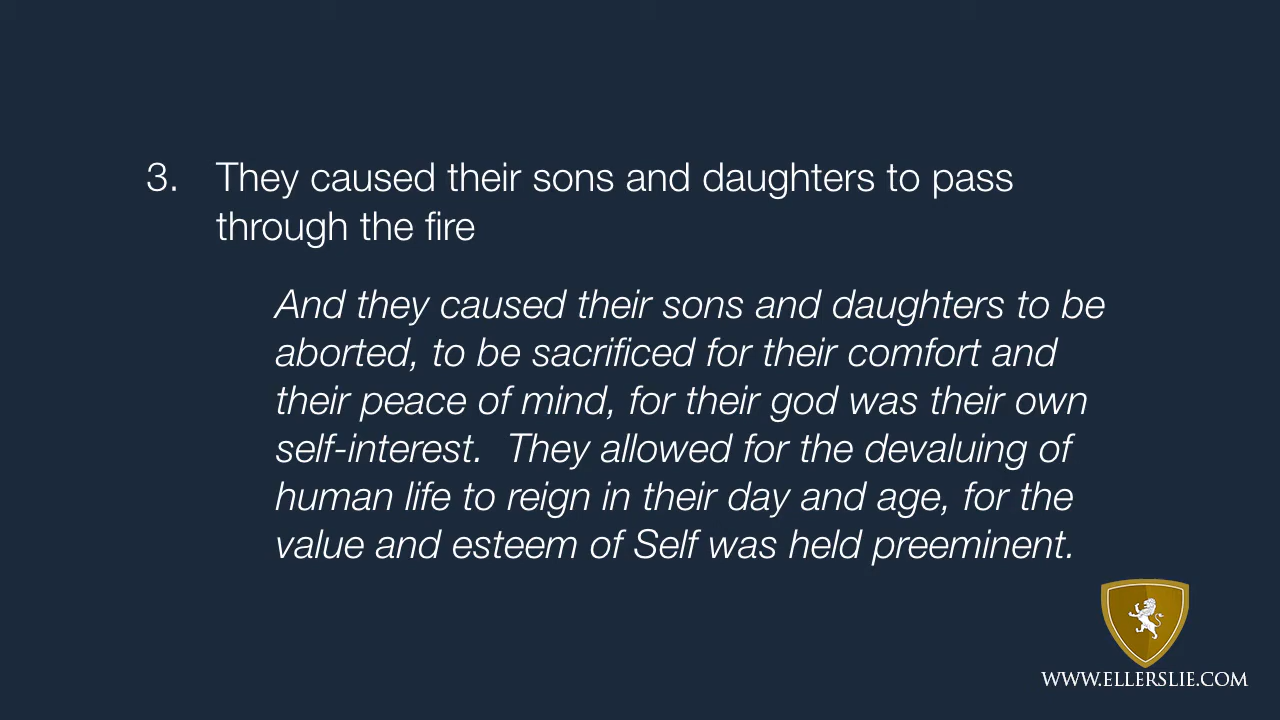 3. They caused their sons and daughters to pass
through the fire
And they caused their sons and daughters to be
aborted, to be sacrificed for their comfort and
their peace of mind, for their god was their own
self-interest.  They allowed for the devaluing of
human life to reign in their day and age, for the
value and esteem of Self was held preeminent.
WWW.ELLERSLIE.COM